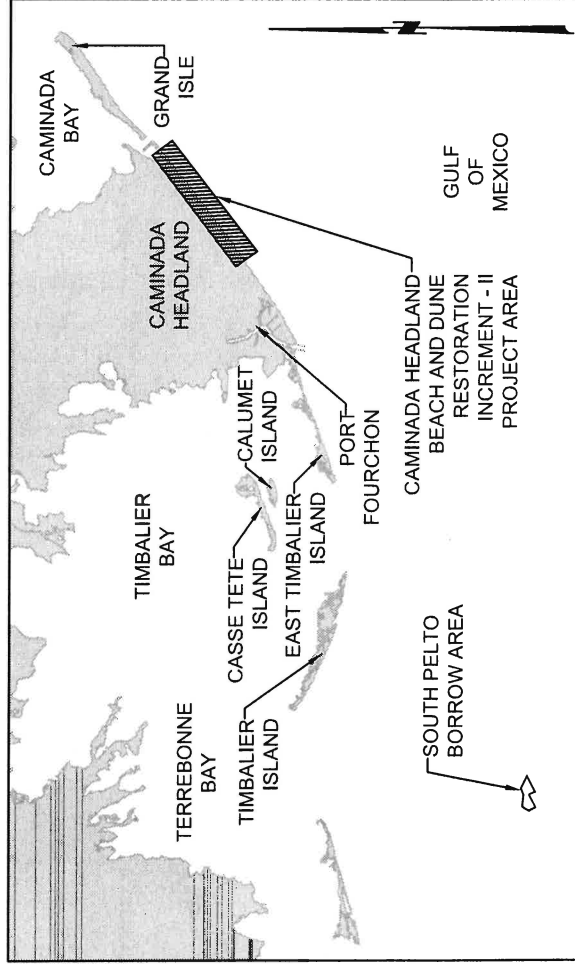 CAMINADA
BAY
GRAND
ISLE
CAMINADA
HEADLAND
TIMBALIER
BAY
CALUMET
ISLAND
CASSE TETE
ISLAND
EAST TIMBALIER
ISLAND
PORT
FOURCHON
TERREBONNE
BAY
TIMBALIER
ISLAND
GULF
OF
MEXICO
CAMINADA HEADLAND
BEACH AND DUNE
RESTORATION
INCREMENT - II
PROJECT AREA
SOUTH PELTO
BORROW AREA
N